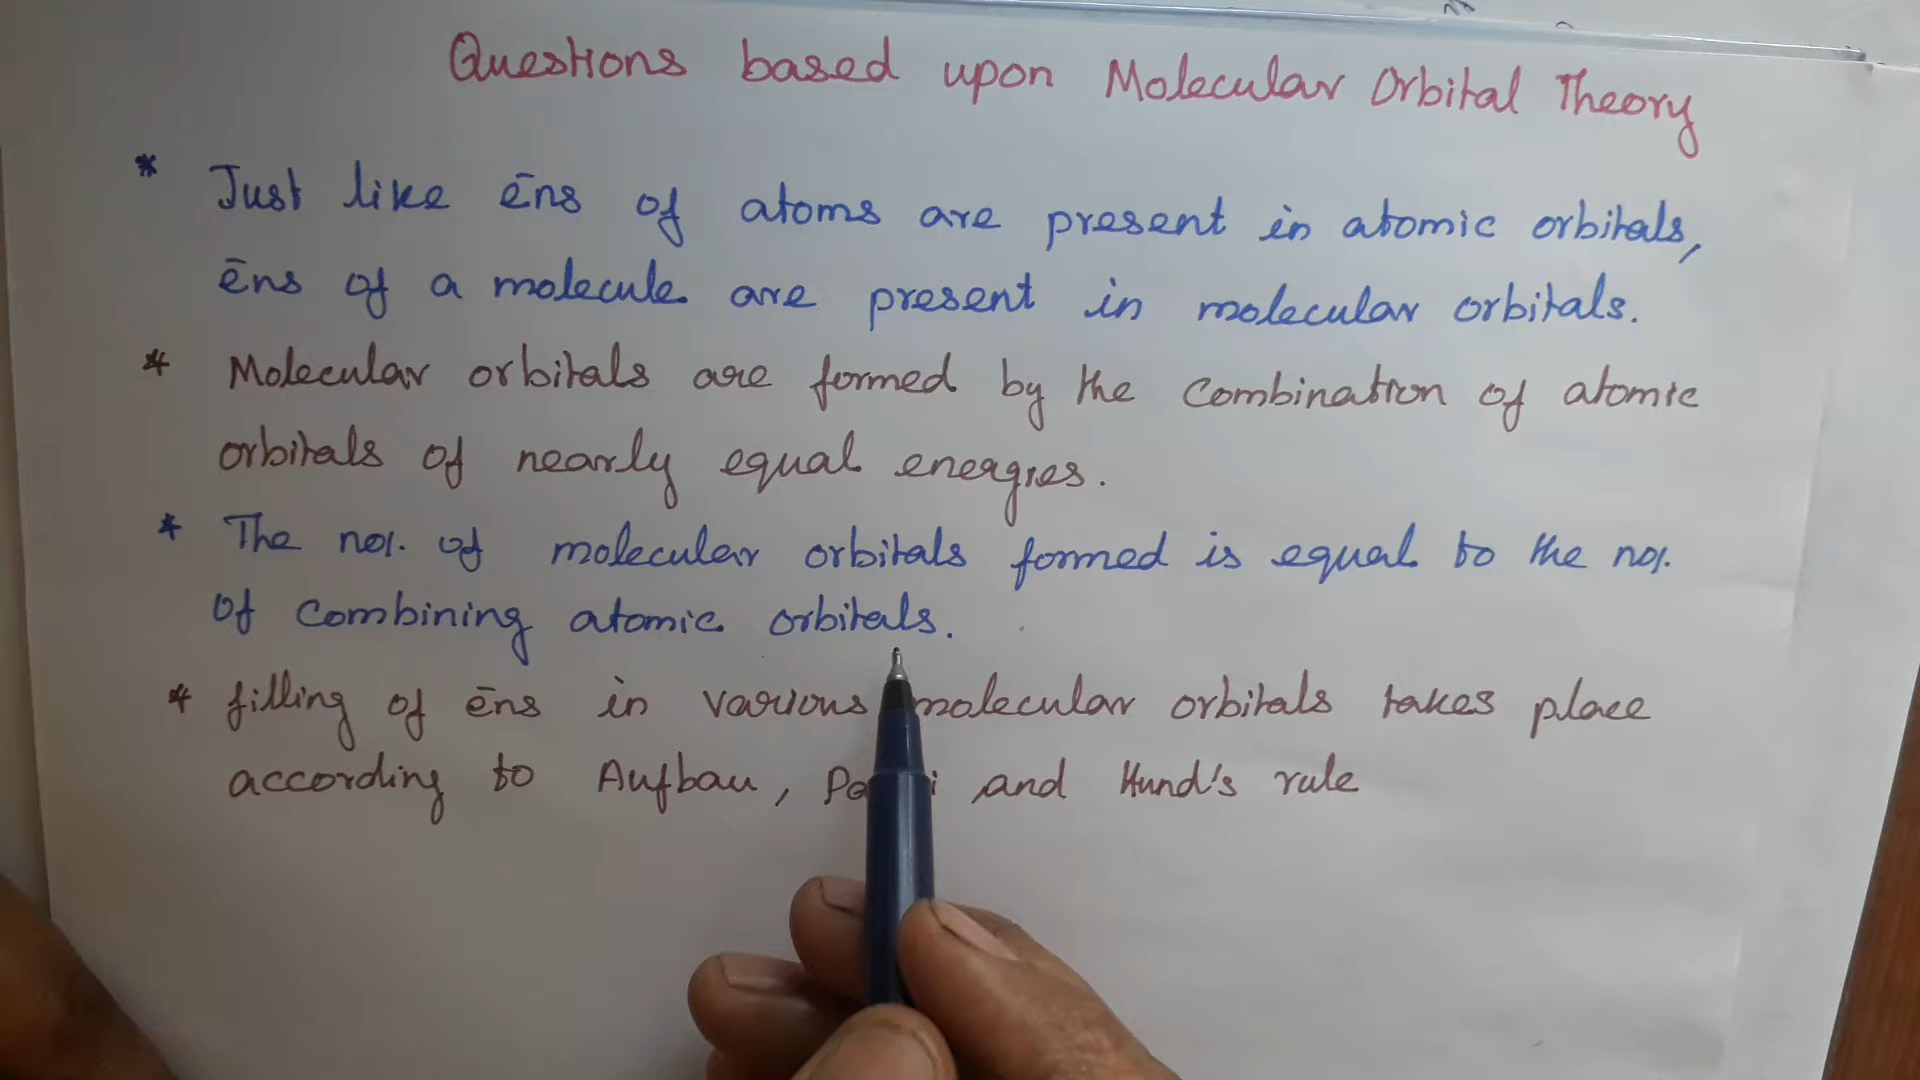 Questions based upon Molecular Orbital Theory
* Just like ēns of atoms are present in atomic orbitals,
ēns of a molecule are present in molecular orbitals.
* Molecular orbitals are formed by the combination of atomic
orbitals of nearly equal energies.
* The no. of molecular orbitals formed is equal to the no.
of combining atomic orbitals.
* filling of ēns in various molecular orbitals takes place
according to Aufbau, and Hund's rule